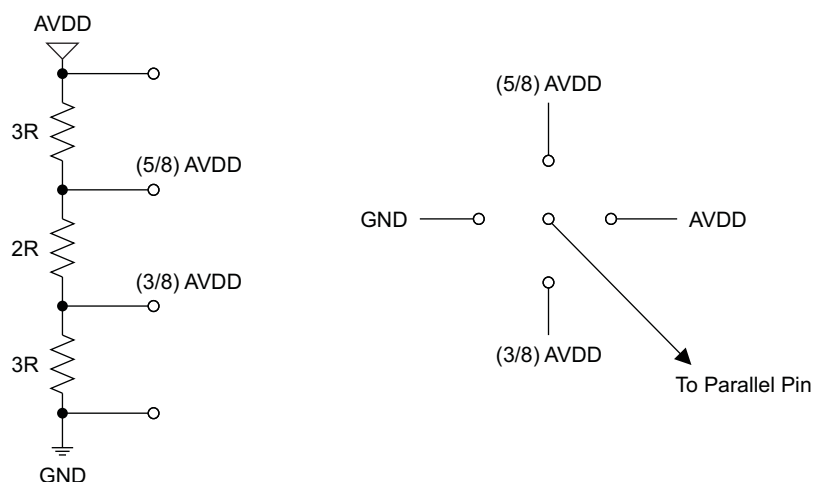 AVDD
3R
(5/8) AVDD
2R
(3/8) AVDD
3R
GND
(5/8) AVDD
GND
AVDD
(3/8) AVDD
To Parallel Pin